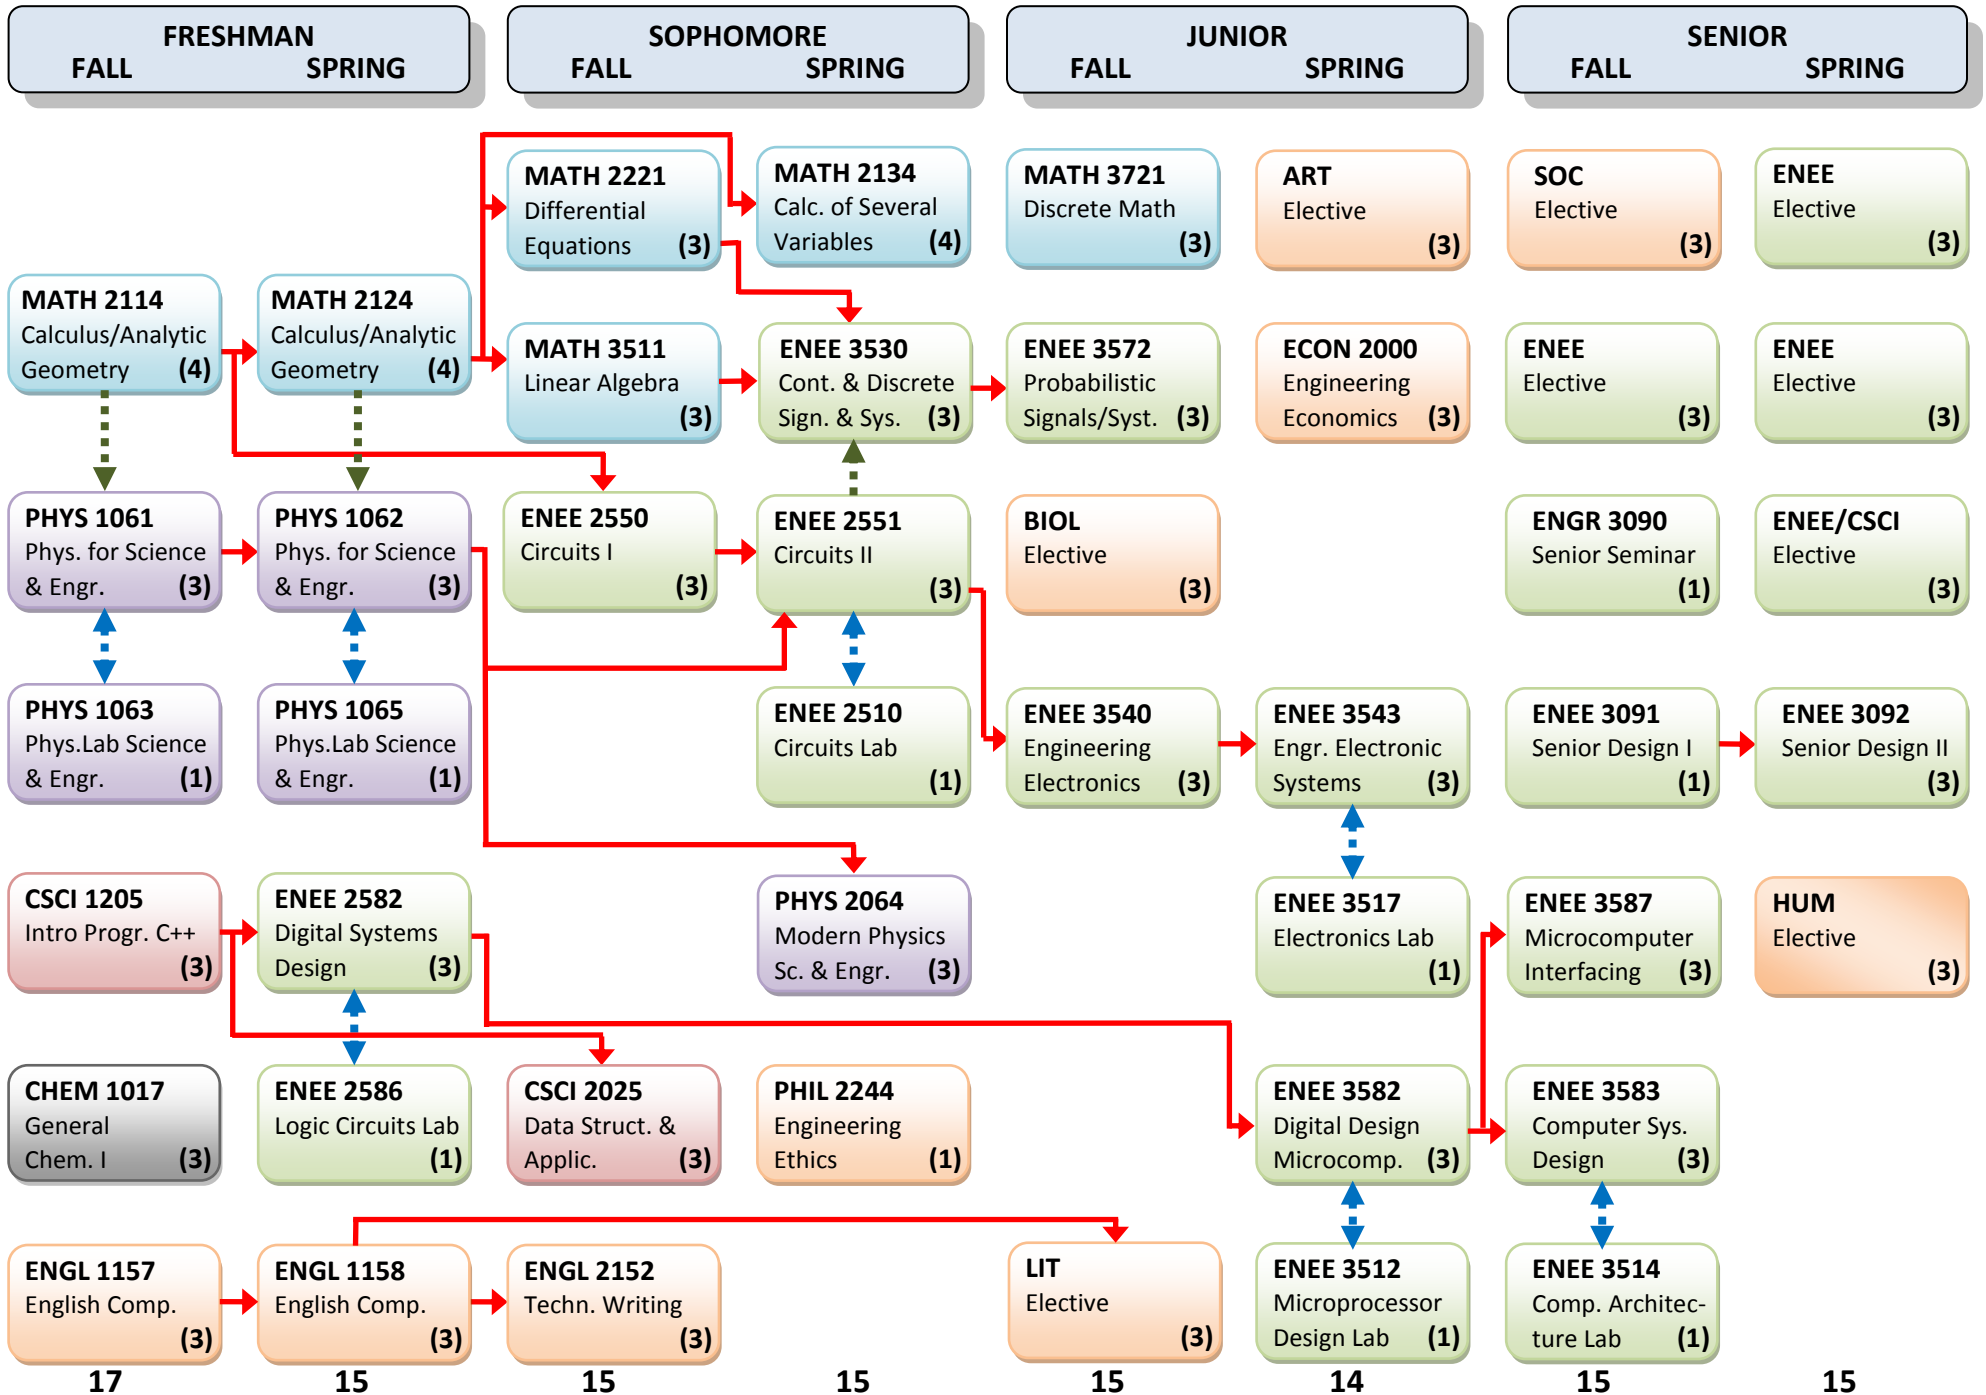 FRESHMAN
FALL SPRING
SOPHOMORE
FALL SPRING
JUNIOR
FALL SPRING
SENIOR
FALL SPRING
MATH 2221
Differential
Equations (3)
MATH 2134
Calc. of Several
Variables (4)
MATH 3721
Discrete Math
(3)
ART
Elective
(3)
SOC
Elective
(3)
ENEE
Elective
(3)
MATH 2114
Calculus/Analytic
Geometry (4)
MATH 2124
Calculus/Analytic
Geometry (4)
MATH 3511
Linear Algebra
(3)
ENEE 3530
Cont. & Discrete
Sign. & Sys. (3)
ENEE 3572
Probabilistic
Signals/Syst. (3)
ECON 2000
Engineering
Economics (3)
ENEE
Elective
(3)
ENEE
Elective
(3)
PHYS 1061
Phys. for Science
& Engr. (3)
PHYS 1062
Phys. for Science
& Engr. (3)
ENEE 2550
Circuits I
(3)
ENEE 2551
Circuits II
(3)
BIOL
Elective
(3)
ENGR 3090
Senior Seminar
(1)
ENEE/CSCI
Elective
(3)
PHYS 1063
Phys.Lab Science
& Engr. (1)
PHYS 1065
Phys.Lab Science
& Engr. (1)
ENEE 2510
Circuits Lab
(1)
ENEE 3540
Engineering
Electronics (3)
ENEE 3543
Engr. Electronic
Systems (3)
ENEE 3091
Senior Design I
(1)
ENEE 3092
Senior Design II
(3)
CSCI 1205
Intro Progr. C++
(3)
ENEE 2582
Digital Systems
Design (3)
PHYS 2064
Modern Physics
Sc. & Engr. (3)
ENEE 3517
Electronics Lab
(1)
ENEE 3587
Microcomputer
Interfacing (3)
HUM
Elective
(3)
CHEM 1017
General
Chem. I (3)
ENEE 2586
Logic Circuits Lab
(1)
CSCI 2025
Data Struct. &
Applic. (3)
PHIL 2244
Engineering
Ethics (1)
ENEE 3582
Digital Design
Microcomp. (3)
ENEE 3583
Computer Sys.
Design (3)
ENGL 1157
English Comp.
(3)
ENGL 1158
English Comp.
(3)
ENGL 2152
Techn. Writing
(3)
LIT
Elective
(3)
ENEE 3512
Microprocessor
Design Lab (1)
ENEE 3514
Comp. Architec-
ture Lab (1)
17 15 15 15 15 14 15 15